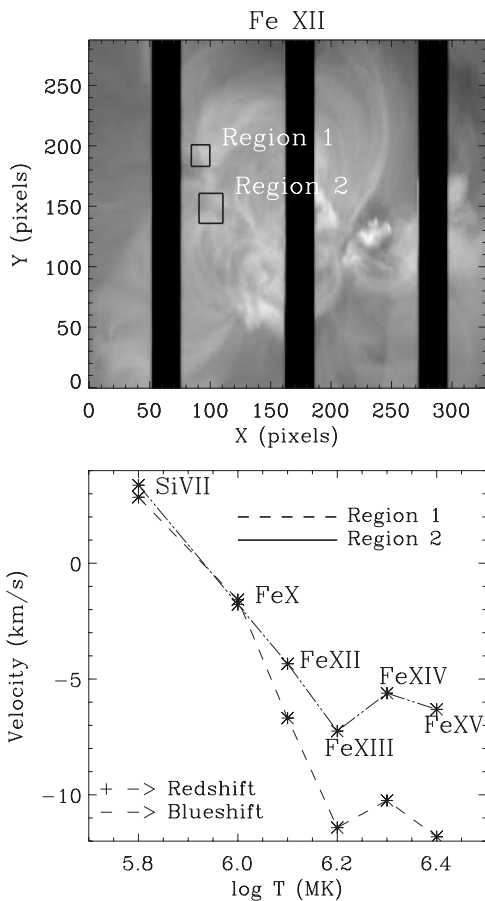 Fe XII
250
200
150
100
50
0
Y (pixels)
Region 1
Region 2
0 50 100 150 200 250 300
X (pixels)
SiVII
Region 1
Region 2
0
FeX
FeXII
-5
FeXIV
FeXV
FeXIII
Velocity (km/s)
-10
+ -> Redshift
- -> Blueshift
5.8 6.0 6.2 6.4
log T (MK)